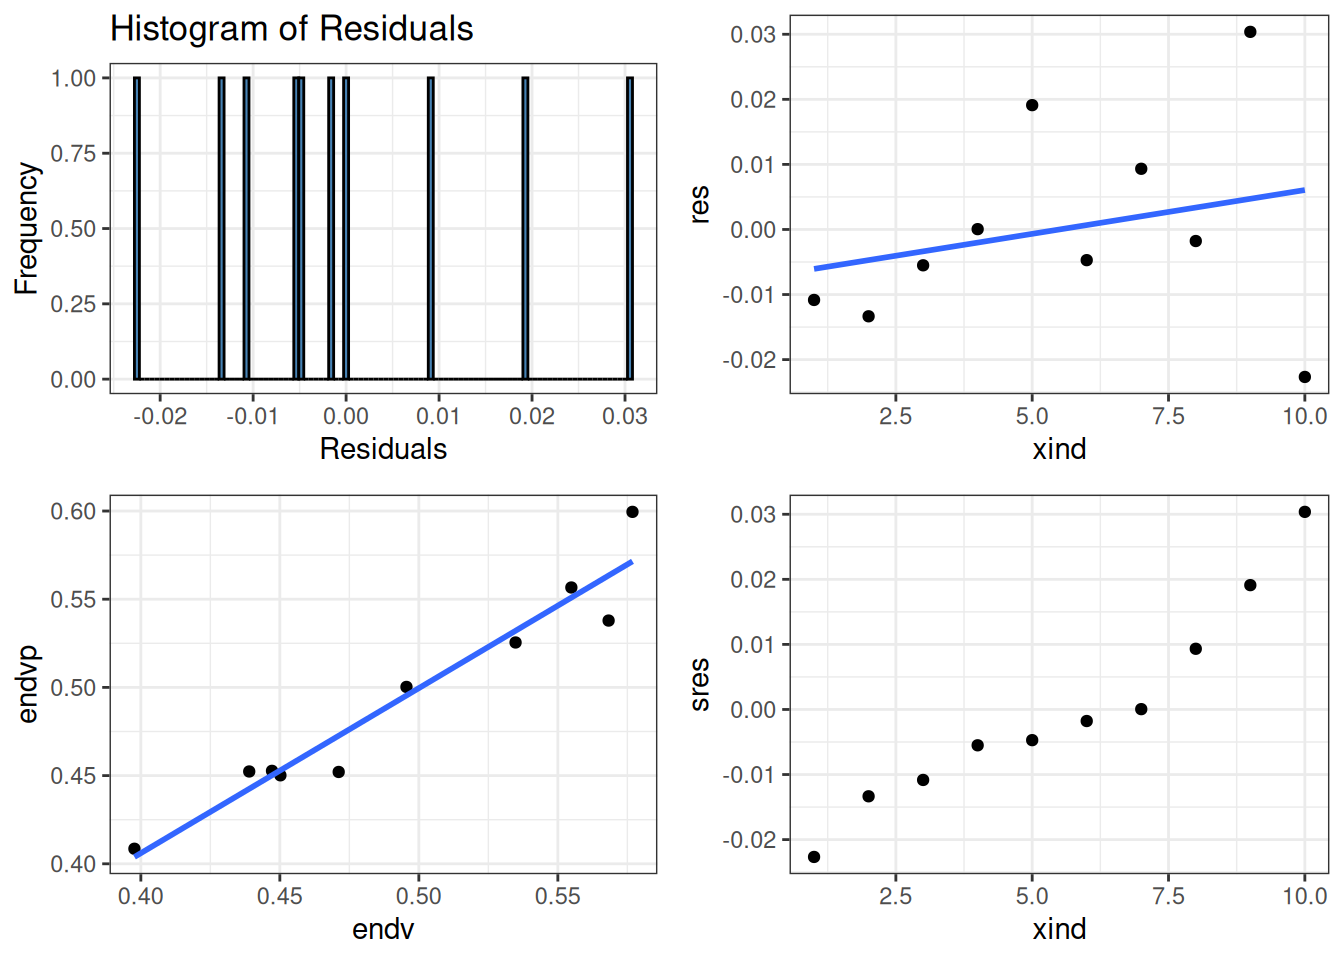 Histogram of Residuals
1.00
0.75
0.50
0.25
0.00
Frequency
-0.02 -0.01 0.00 0.01 0.02 0.03
Residuals
0.03
0.02
0.01
0.00
-0.01
-0.02
res
2.5 5.0 7.5 10.0
xind
0.60
0.55
0.50
0.45
0.40
endvp
0.40 0.45 0.50 0.55
endv
0.03
0.02
0.01
0.00
-0.01
-0.02
sres
2.5 5.0 7.5 10.0
xind